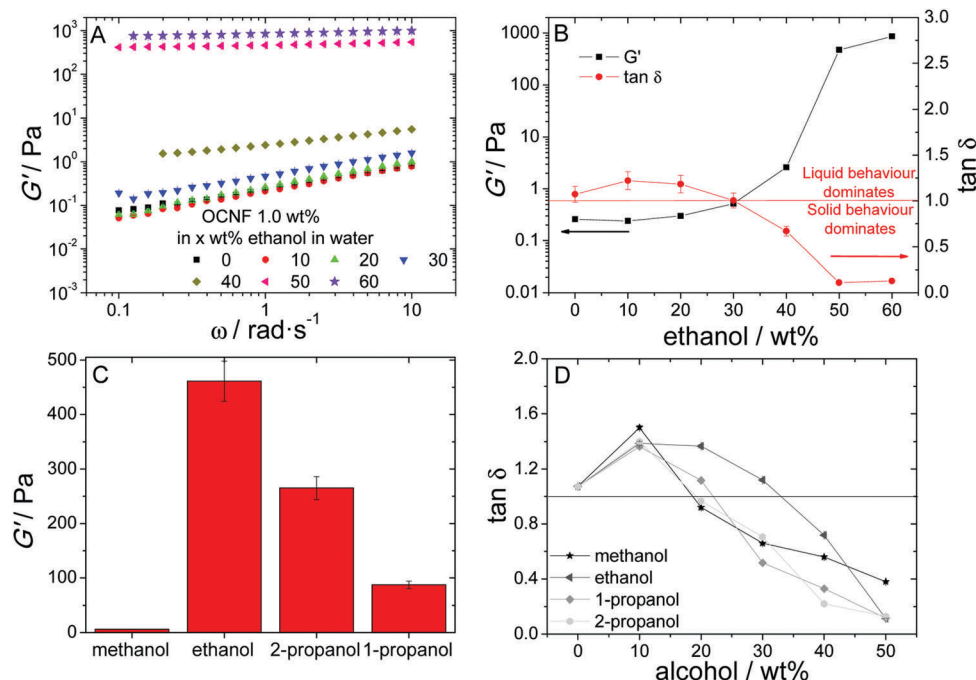 A
10³
10²
10¹
10⁰
10⁻¹
10⁻²
10⁻³
G'/ Pa
OCNF 1.0 wt%
in x wt% ethanol in water
0 10 20 30
40 50 60
0.1 1 10
ω / rad·s⁻¹
B
1000
100
10
1
0.1
0.01
G'/ Pa
G'
tan δ
3.0
2.5
2.0
1.5
1.0
0.5
0.0
tan δ
Liquid behaviour
dominates
Solid behaviour
dominates
0 10 20 30 40 50 60
ethanol / wt%
C
500
400
300
200
100
0
G'/ Pa
methanol ethanol 2-propanol 1-propanol
D
2.0
1.6
1.2
0.8
0.4
0.0
tan δ
methanol
ethanol
1-propanol
2-propanol
0 10 20 30 40 50
alcohol / wt%